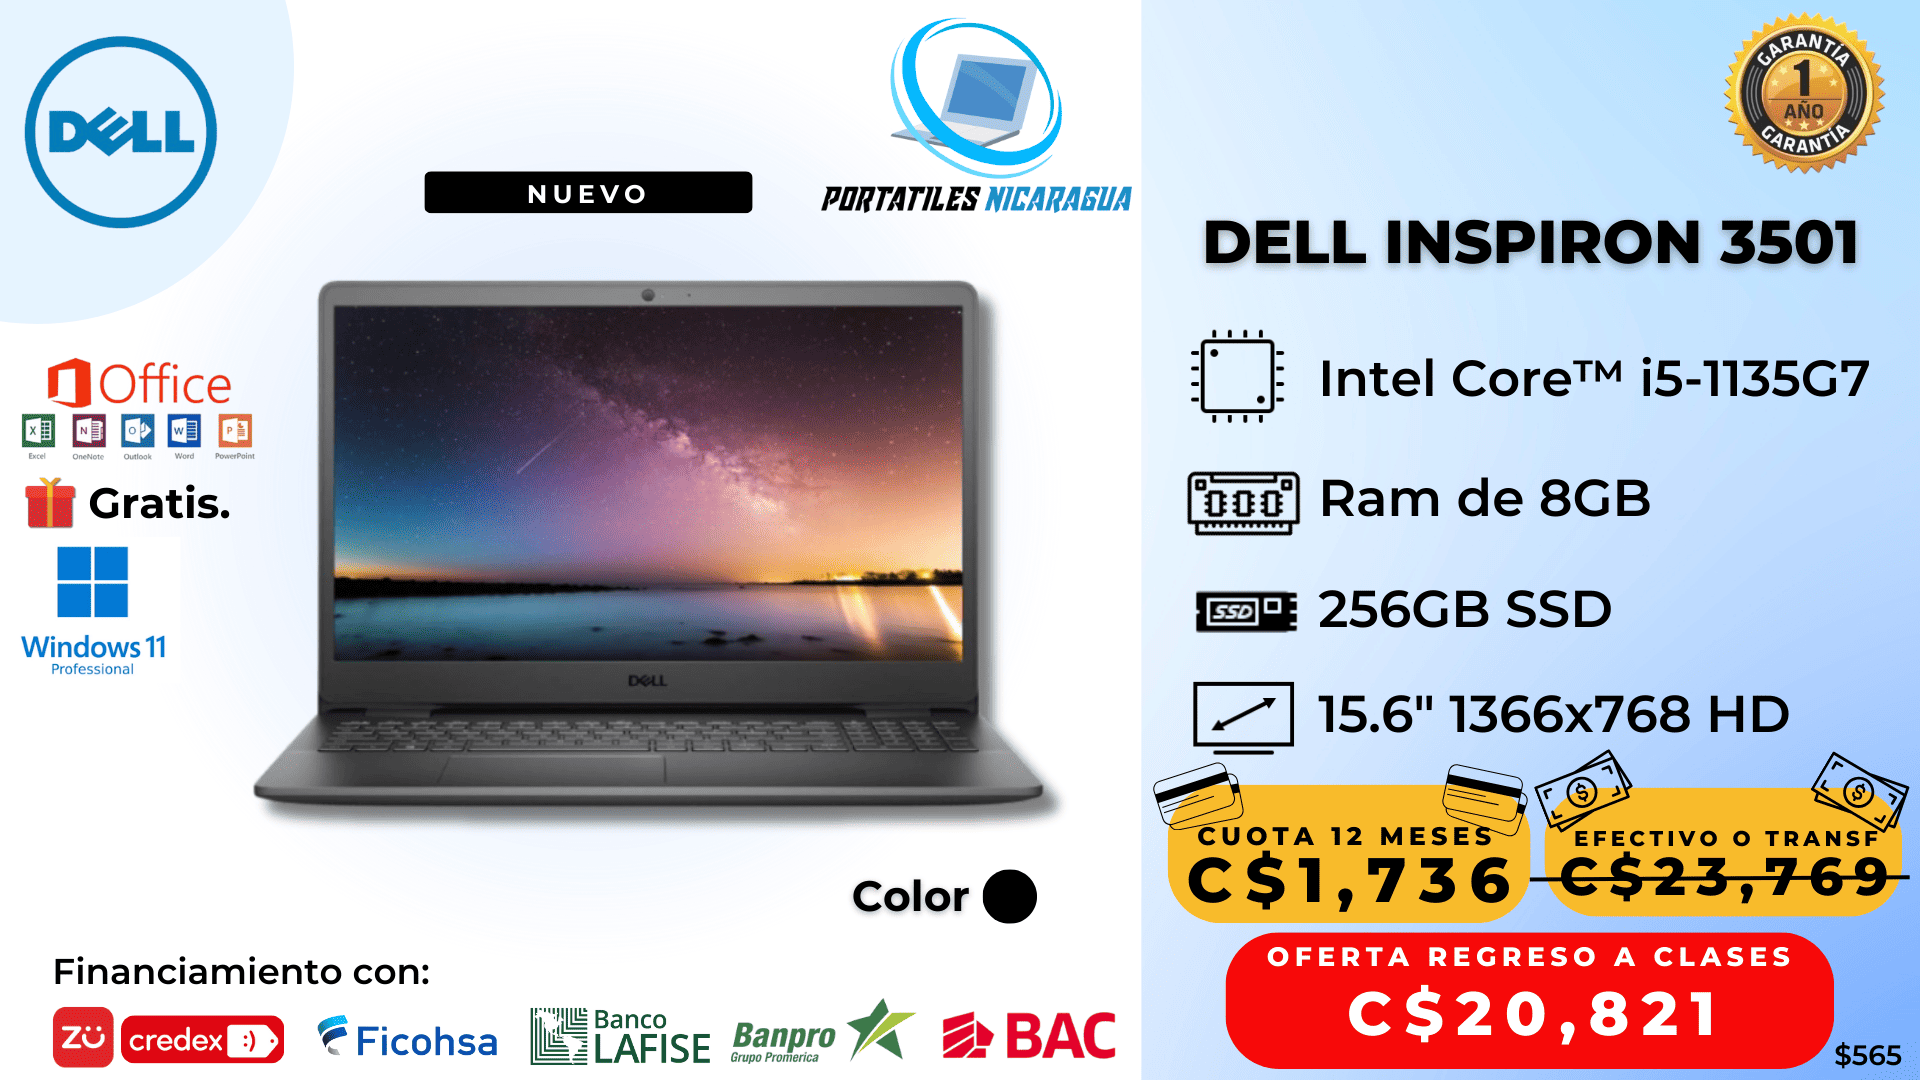 DELL
NUEVO
PORTATILES NICARAGUA
GARANTÍA
1
AÑO
GARANTÍA
DELL INSPIRON 3501
Office
Excel
OneNote
Outlook
Word
PowerPoint
Gratis.
Windows 11
Professional
DELL
Intel Core™ i5-1135G7
Ram de 8GB
SSD
256GB SSD
15.6" 1366x768 HD
CUOTA 12 MESES
C$1,736
EFECTIVO O TRANSF
C$23,769
OFERTA REGRESO A CLASES
C$20,821
$565
Color
Financiamiento con:
zü
credex :)
Ficohsa
Banco
LAFISE
Banpro
Grupo Promerica
BAC